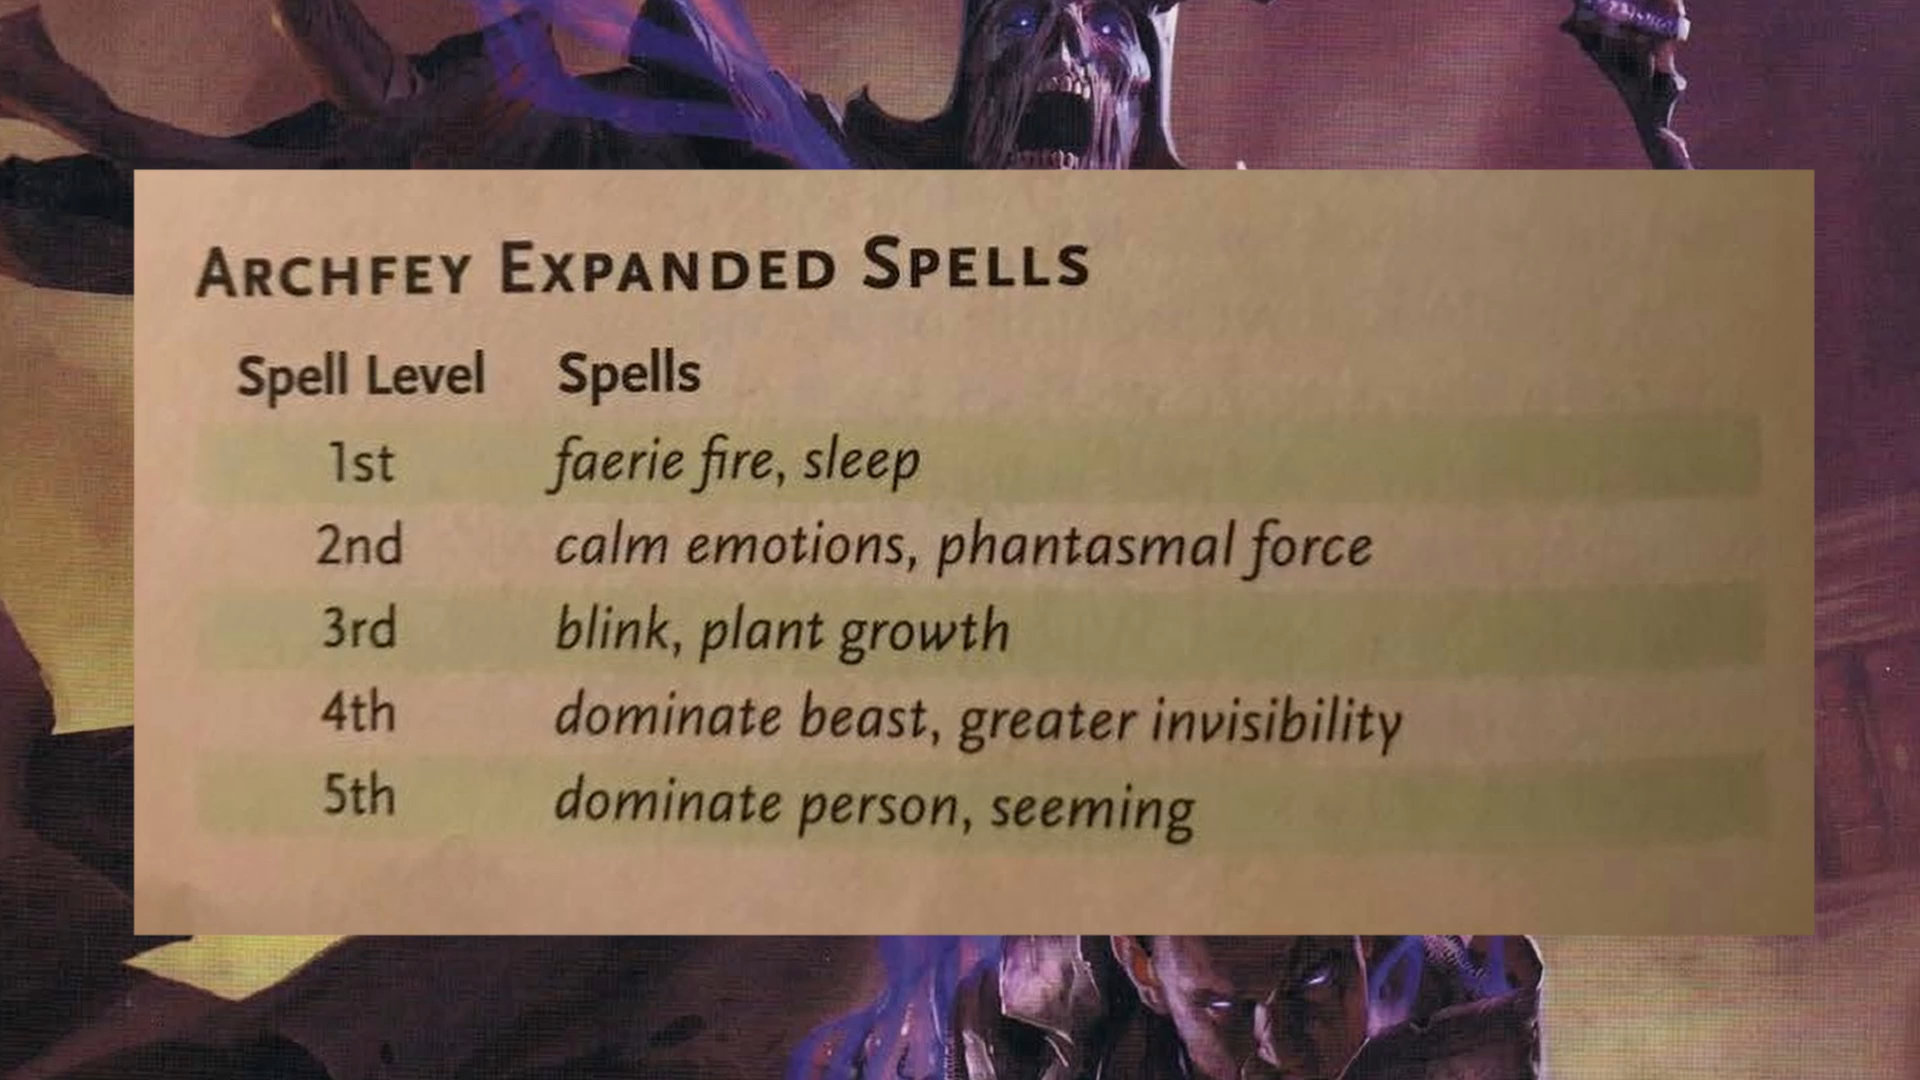 ARCHFEY EXPANDED SPELLS
Spell Level Spells
1st faerie fire, sleep
2nd calm emotions, phantasmal force
3rd blink, plant growth
4th dominate beast, greater invisibility
5th dominate person, seeming